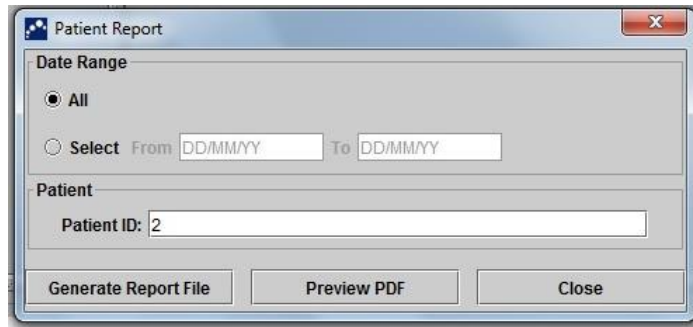 Patient Report
Date Range
All
Select From DD/MM/YY To DD/MM/YY
Patient
Patient ID: 2
Generate Report File Preview PDF Close